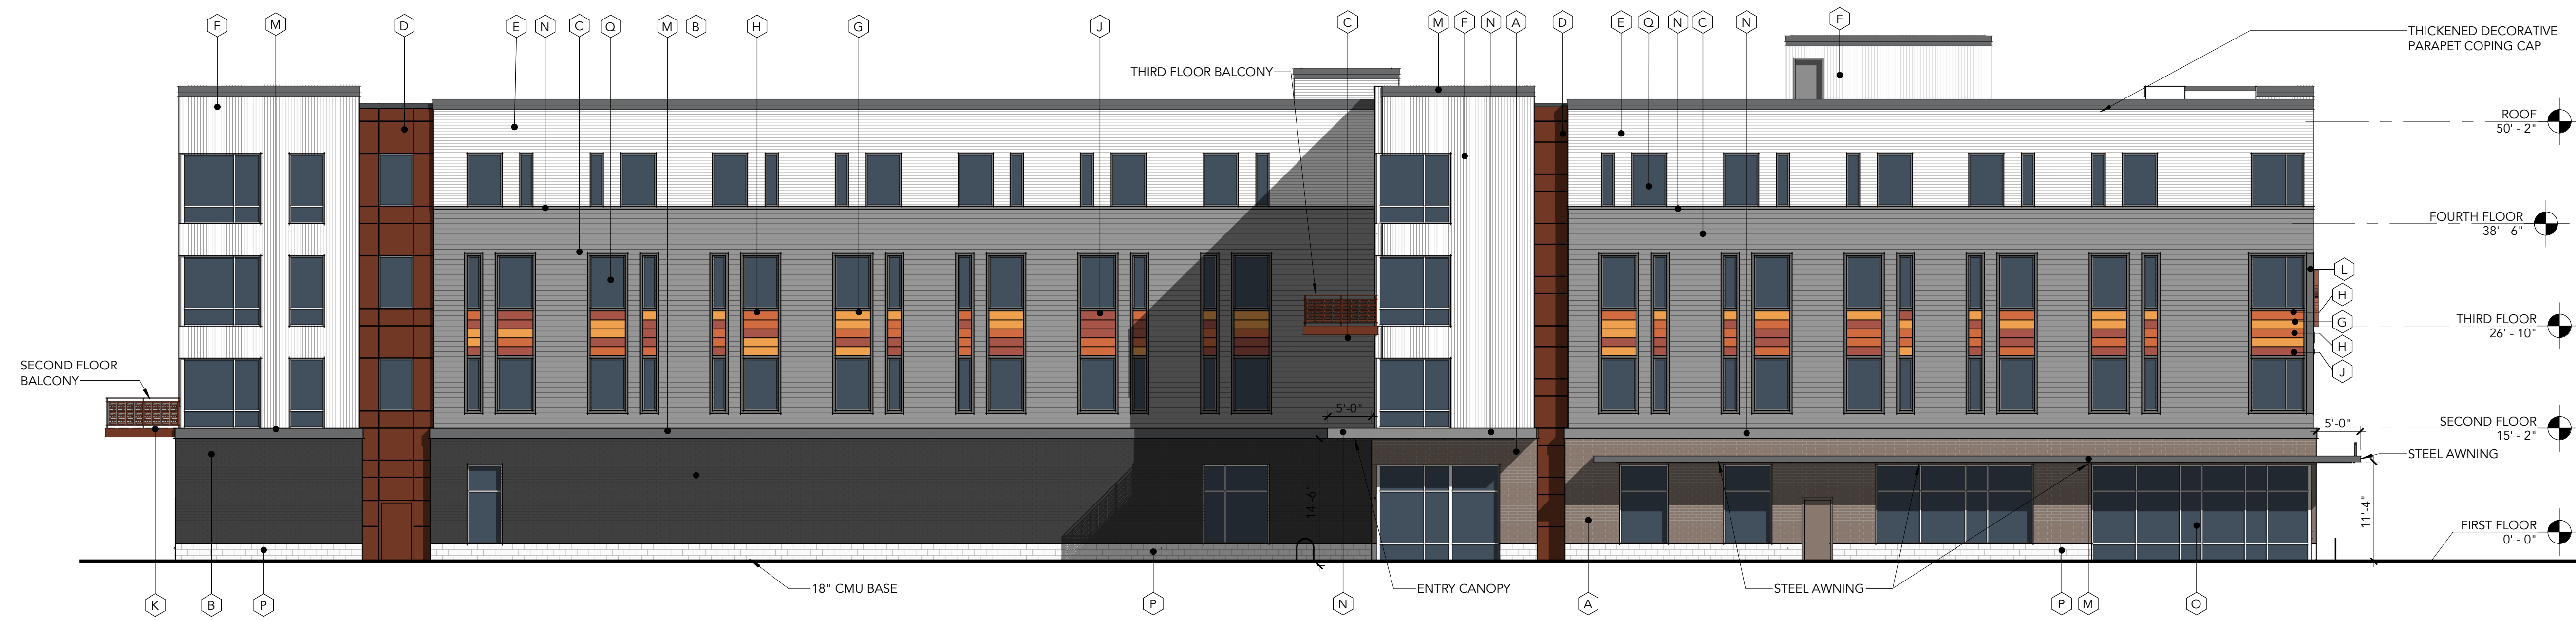 F
M
D
E
N
C
Q
M
B
H
G
J
C
M
F
N
A
D
E
Q
N
C
N
F
THICKENED DECORATIVE
PARAPET COPING CAP
THIRD FLOOR BALCONY
ROOF
50' - 2"
FOURTH FLOOR
38' - 6"
L
H
G
H
J
THIRD FLOOR
26' - 10"
SECOND FLOOR
BALCONY
5'-0"
5'-0"
SECOND FLOOR
15' - 2"
STEEL AWNING
14'-6"
11'-4"
FIRST FLOOR
0' - 0"
18" CMU BASE
ENTRY CANOPY
STEEL AWNING
K
B
P
P
N
A
P
M
O